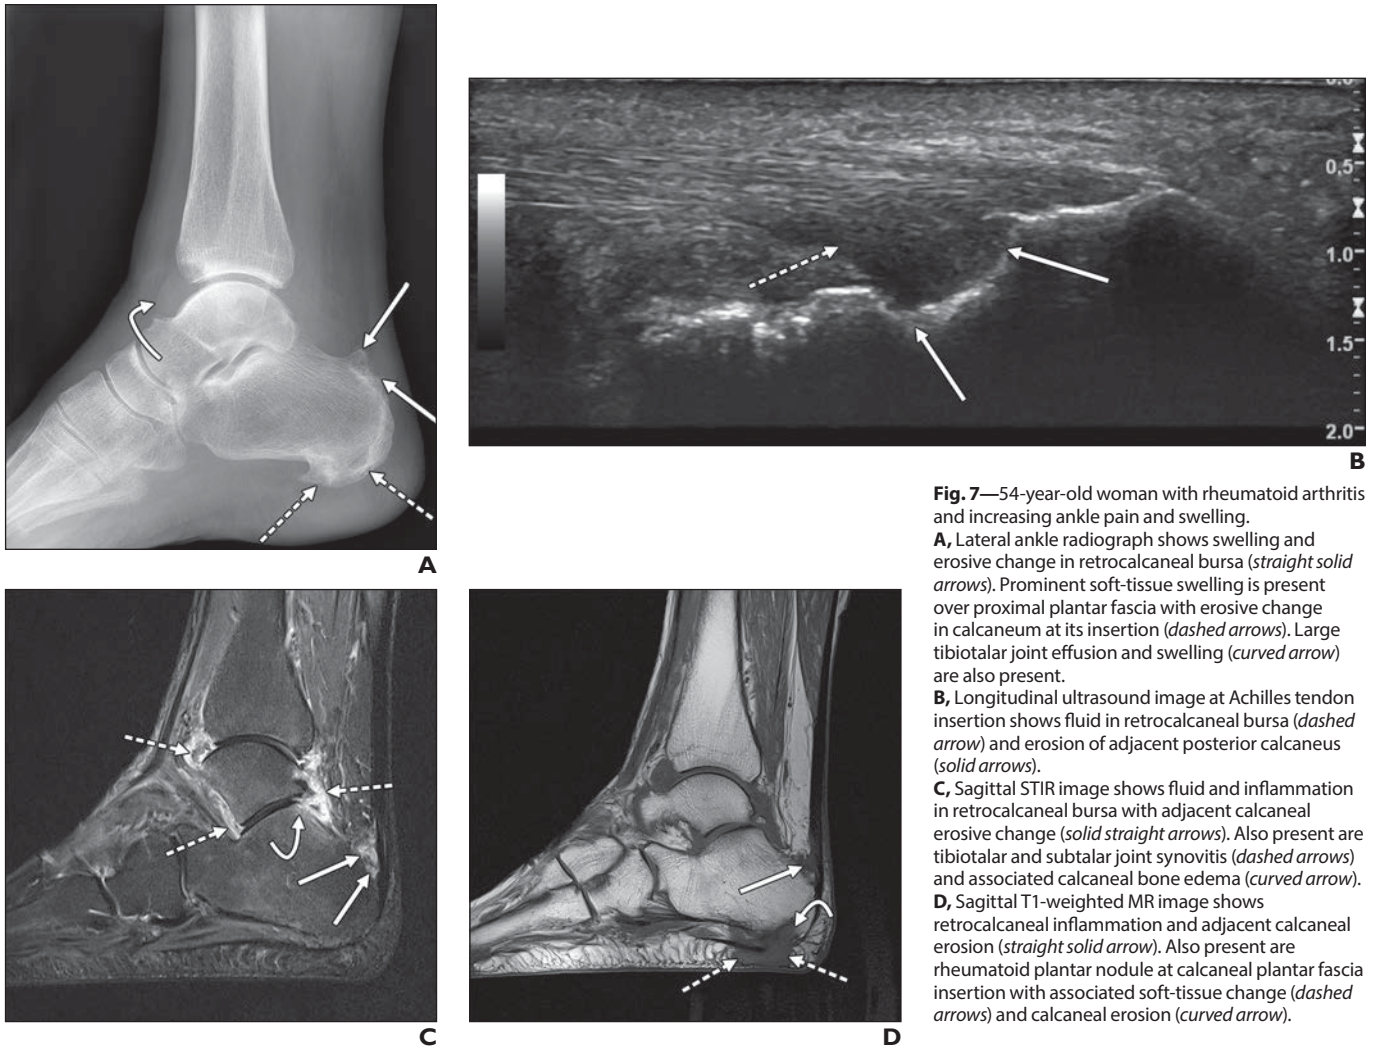 A
0,5
1.0
1.5
2.0
B
C
D
Fig. 7—54-year-old woman with rheumatoid arthritis
and increasing ankle pain and swelling.
A, Lateral ankle radiograph shows swelling and
erosive change in retrocalcaneal bursa (straight solid
arrows). Prominent soft-tissue swelling is present
over proximal plantar fascia with erosive change
in calcaneum at its insertion (dashed arrows). Large
tibiotalar joint effusion and swelling (curved arrow)
are also present.
B, Longitudinal ultrasound image at Achilles tendon
insertion shows fluid in retrocalcaneal bursa (dashed
arrow) and erosion of adjacent posterior calcaneus
(solid arrows).
C, Sagittal STIR image shows fluid and inflammation
in retrocalcaneal bursa with adjacent calcaneal
erosive change (solid straight arrows). Also present are
tibiotalar and subtalar joint synovitis (dashed arrows)
and associated calcaneal bone edema (curved arrow).
D, Sagittal T1-weighted MR image shows
retrocalcaneal inflammation and adjacent calcaneal
erosion (straight solid arrow). Also present are
rheumatoid plantar nodule at calcaneal plantar fascia
insertion with associated soft-tissue change (dashed
arrows) and calcaneal erosion (curved arrow).